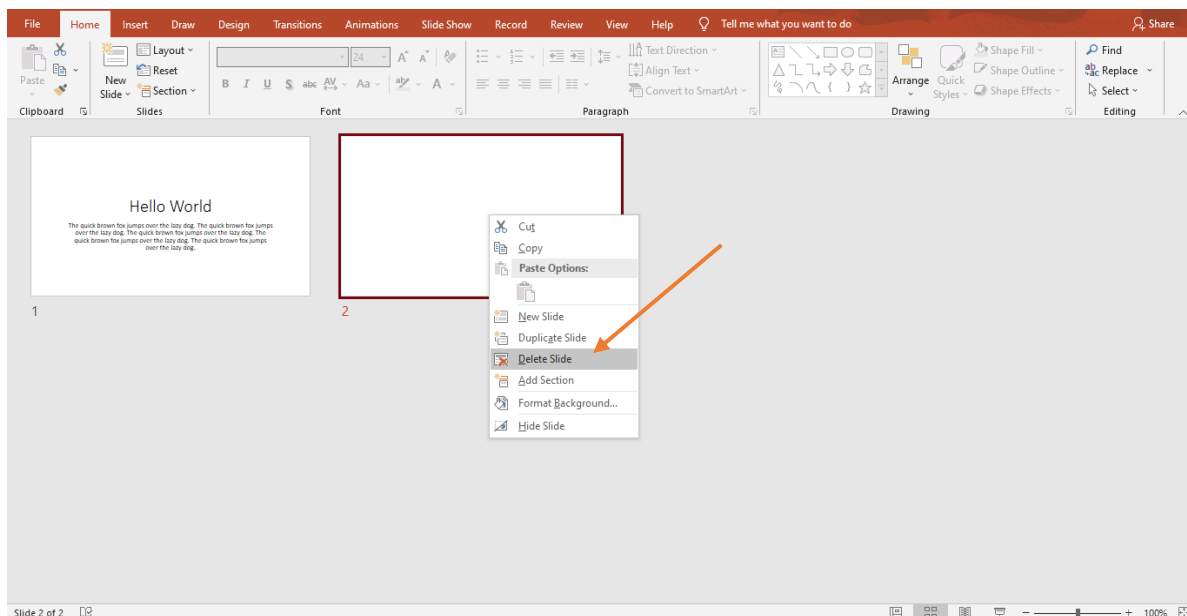 File Home Insert Draw Design Transitions Animations Slide Show Record Review View Help Tell me what you want to do Share
Paste
Clipboard
New
Slide
Layout
Reset
Section
Slides
24 A A
B I U S abc AV Aa aby A
Font
Text Direction
Align Text
Convert to SmartArt
Paragraph
Arrange
Quick
Styles
Shape Fill
Shape Outline
Shape Effects
Drawing
Find
Replace
Select
Editing
Hello World
The quick brown fox jumps over the lazy dog. The quick brown fox jumps
over the lazy dog. The quick brown fox jumps over the lazy dog. The
quick brown fox jumps over the lazy dog. The quick brown fox jumps
over the lazy dog.
1
2
Cut
Copy
Paste Options:
New Slide
Duplicate Slide
Delete Slide
Add Section
Format Background...
Hide Slide
Slide 2 of 2
100%